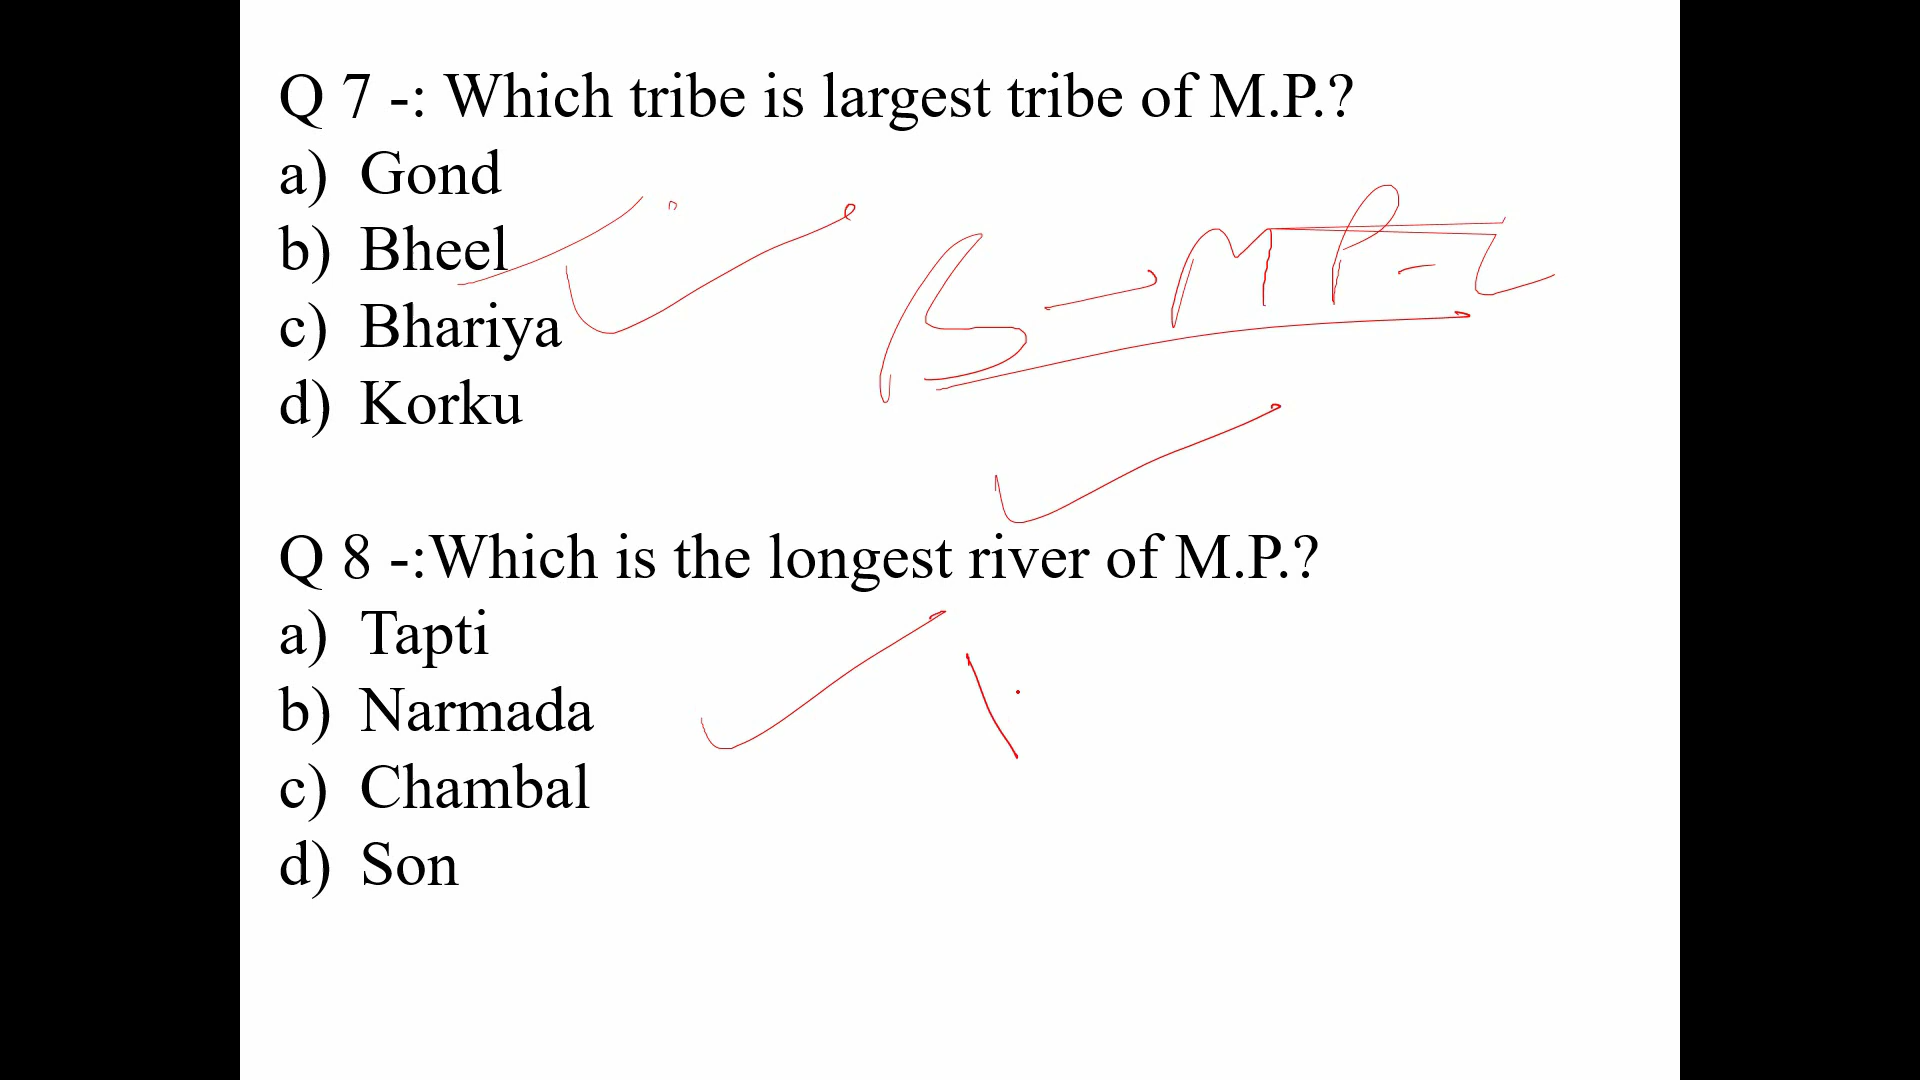 Q 7 -: Which tribe is largest tribe of M.P.?
a) Gond
b) Bheel
c) Bhariya
d) Korku
B - MP - L
Q 8 -:Which is the longest river of M.P.?
a) Tapti
b) Narmada
c) Chambal
d) Son